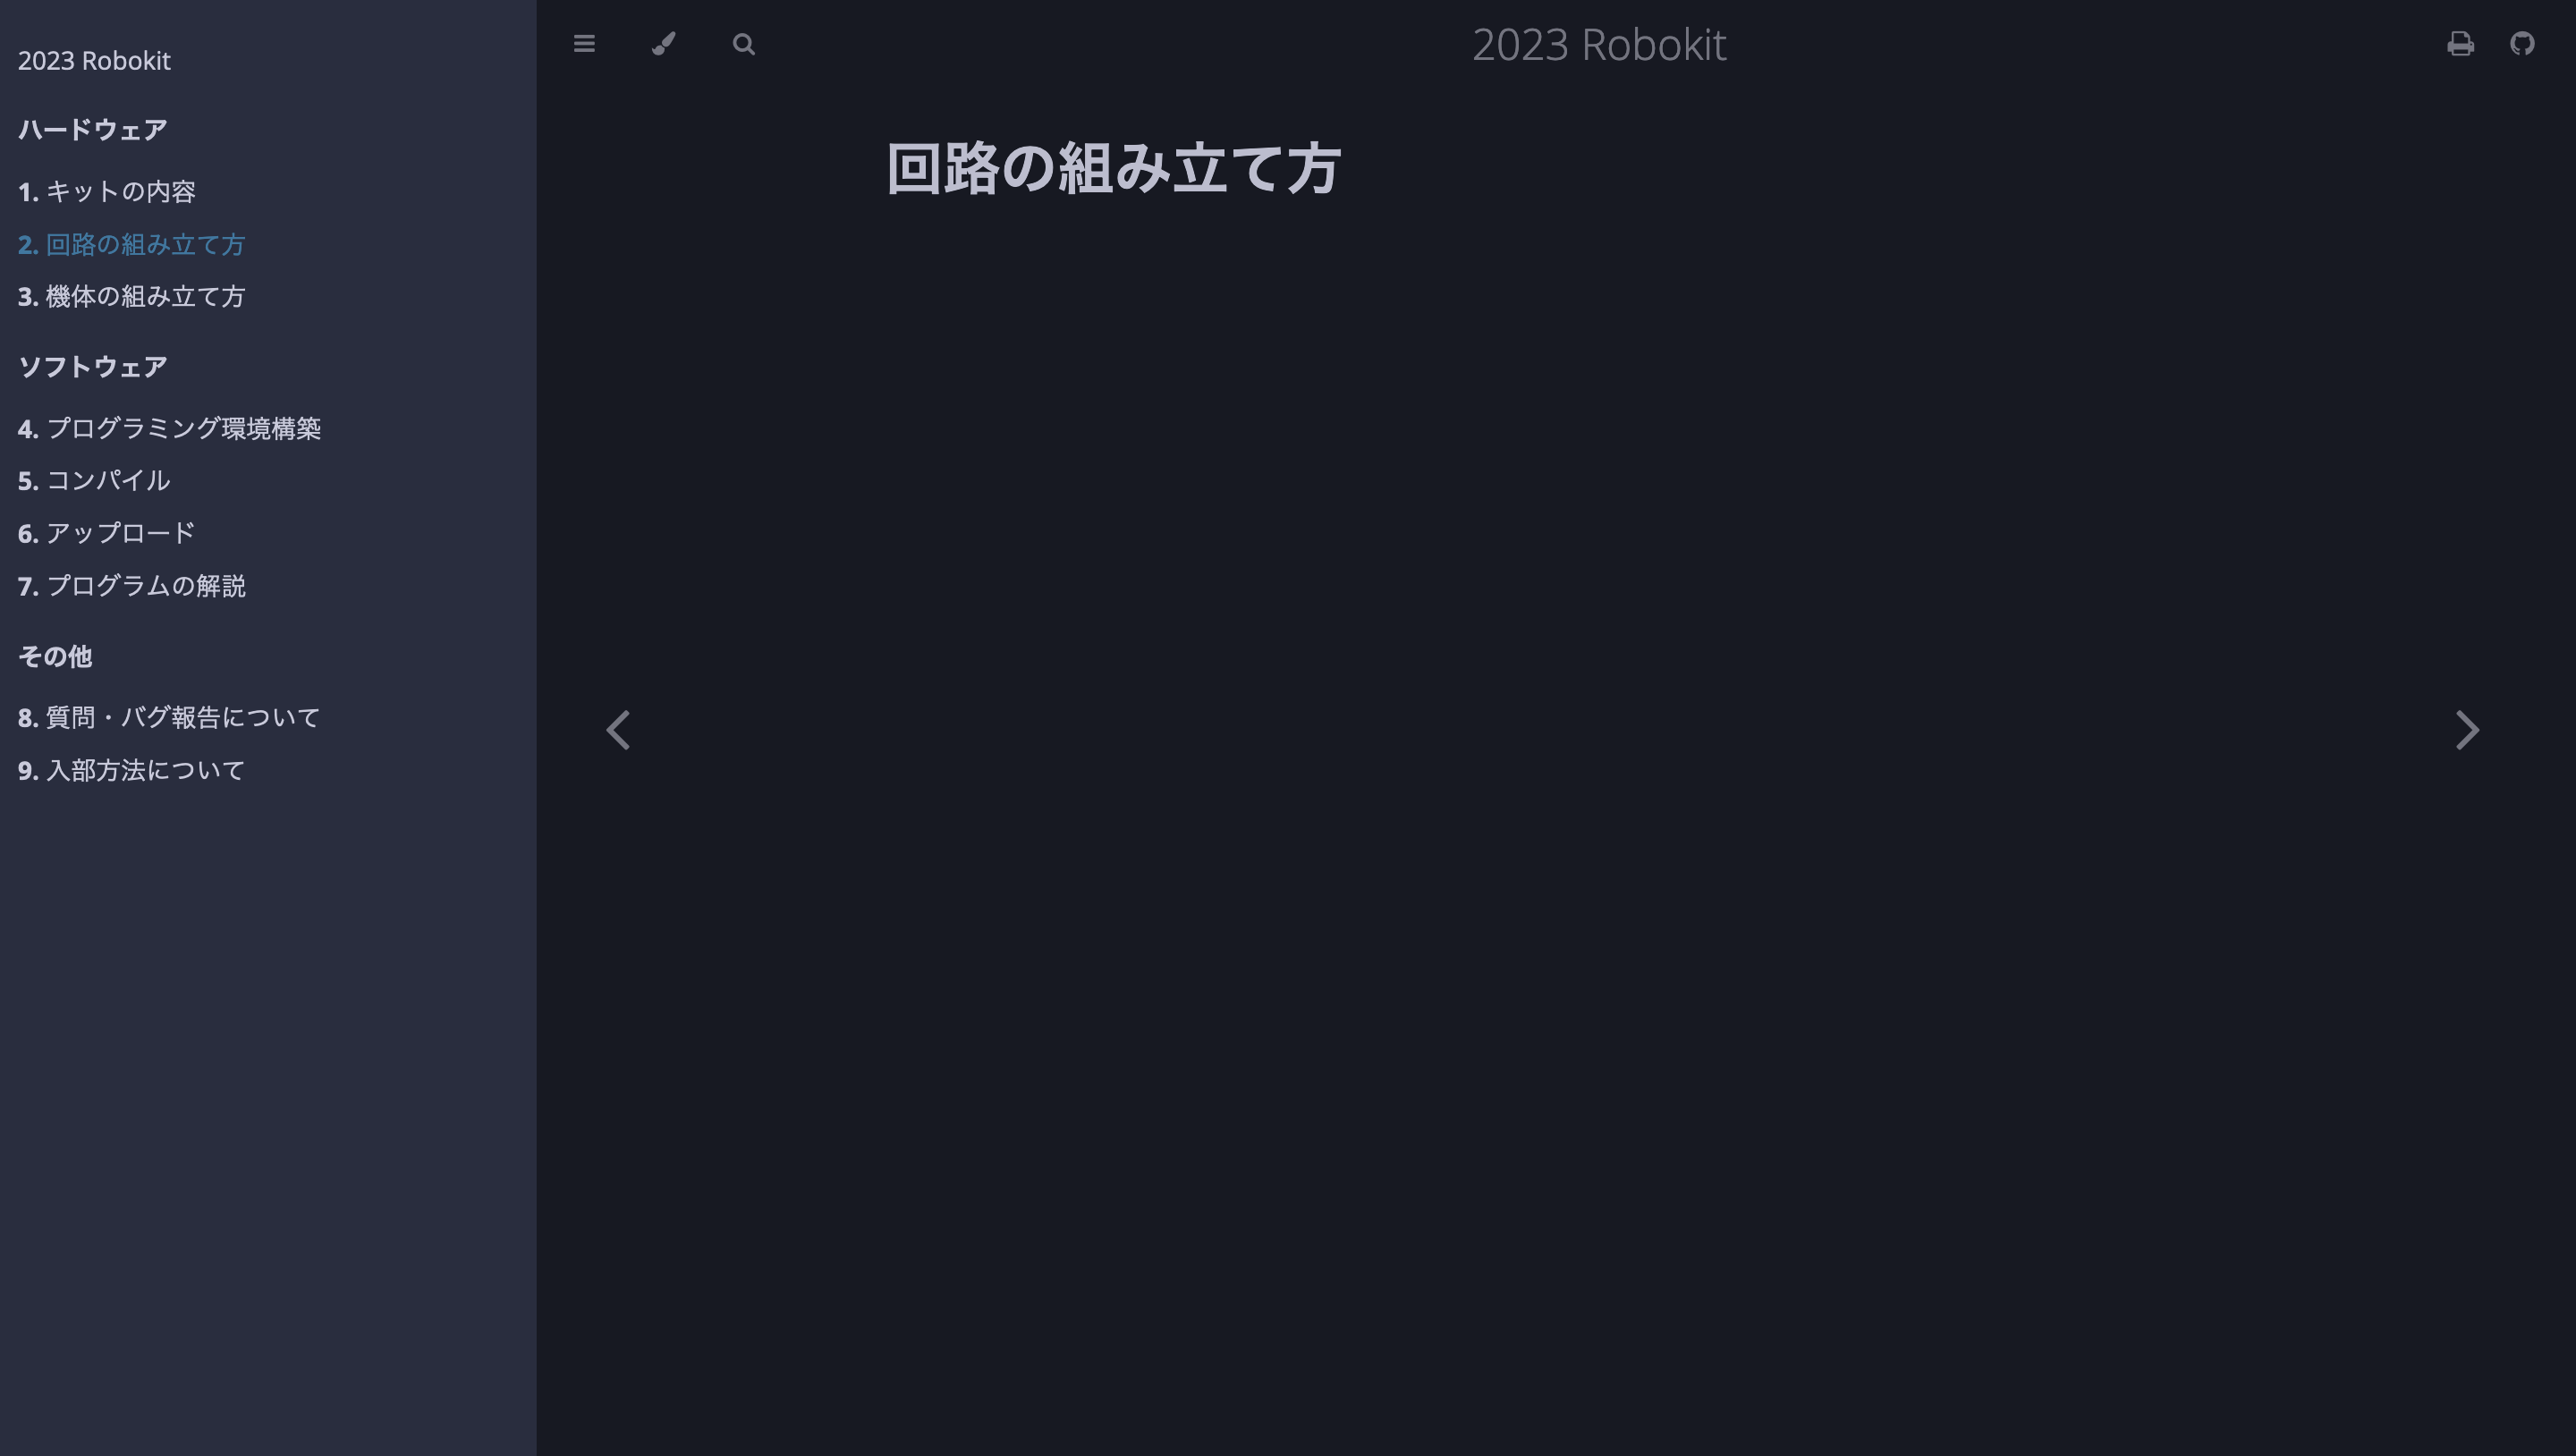 2023 Robokit
ハードウェア
1. キットの内容
2. 回路の組み立て方
3. 機体の組み立て方
ソフトウェア
4. プログラミング環境構築
5. コンパイル
6. アップロード
7. プログラムの解説
その他
8. 質問・バグ報告について
9. 入部方法について
2023 Robokit
回路の組み立て方